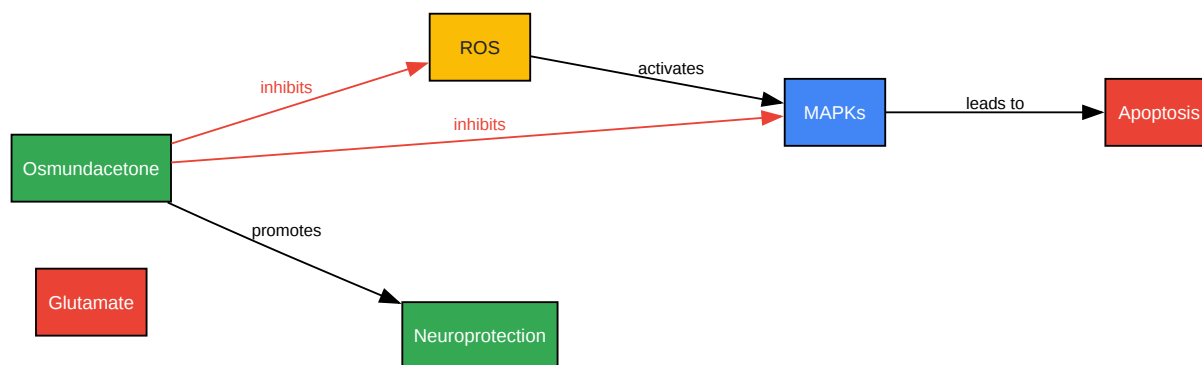 ROS
activates
inhibits
MAPKs
leads to
Apoptosis
inhibits
Osmundacetone
promotes
Glutamate
Neuroprotection